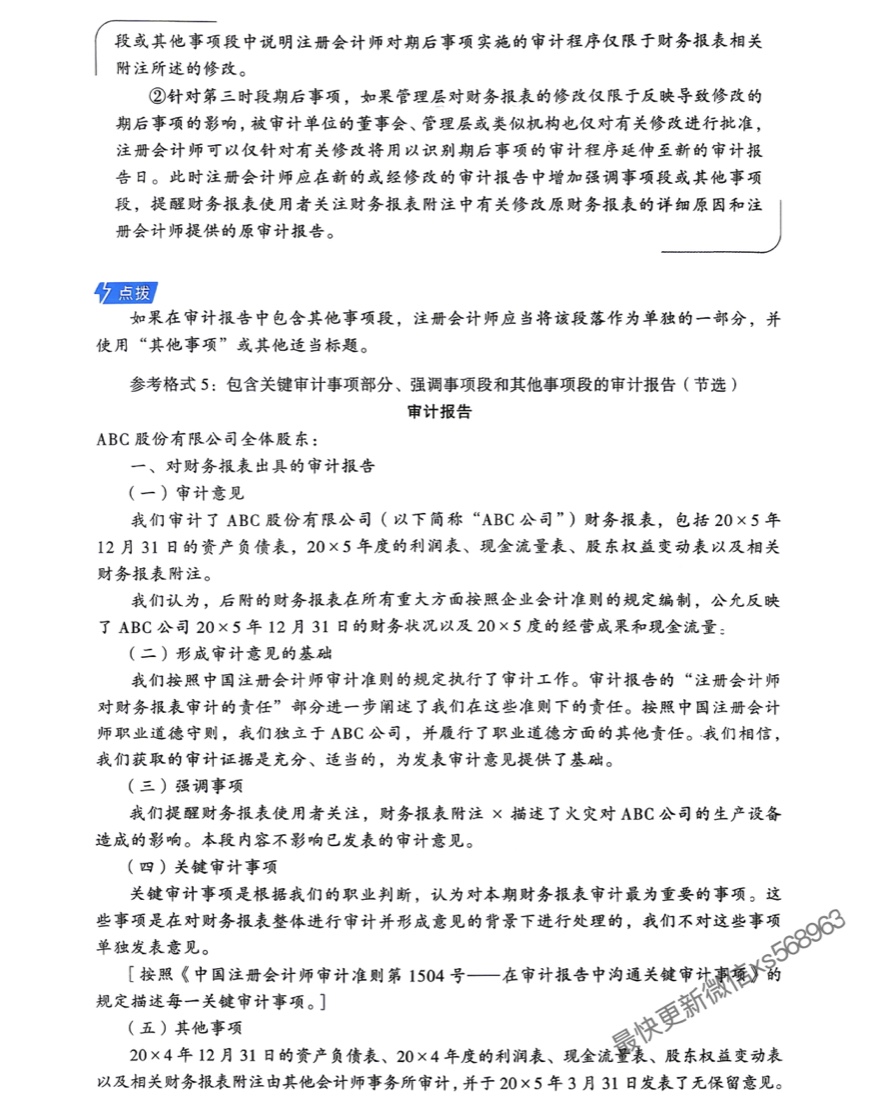 段或其他事项段中说明注册会计师对期后事项实施的审计程序仅限于财务报表相关
附注所述的修改。
②针对第三时段期后事项，如果管理层对财务报表的修改仅限于反映导致修改的
期后事项的影响，被审计单位的董事会、管理层或类似机构也仅对有关修改进行批准，
注册会计师可以仅针对有关修改将用以识别期后事项的审计程序延伸至新的审计报
告日。此时注册会计师应在新的或经修改的审计报告中增加强调事项段或其他事项
段，提醒财务报表使用者关注财务报表附注中有关修改原财务报表的详细原因和注
册会计师提供的原审计报告。
点拨
如果在审计报告中包含其他事项段，注册会计师应当将该段落作为单独的一部分，并
使用“其他事项”或其他适当标题。
参考格式 5：包含关键审计事项部分、强调事项段和其他事项段的审计报告（节选）
审计报告
ABC 股份有限公司全体股东：
一、对财务报表出具的审计报告
（一）审计意见
我们审计了 ABC 股份有限公司（以下简称“ABC 公司”）财务报表，包括 20×5 年
12 月 31 日的资产负债表，20×5 年度的利润表、现金流量表、股东权益变动表以及相关
财务报表附注。
我们认为，后附的财务报表在所有重大方面按照企业会计准则的规定编制，公允反映
了 ABC 公司 20×5 年 12 月 31 日的财务状况以及 20×5 度的经营成果和现金流量：
（二）形成审计意见的基础
我们按照中国注册会计师审计准则的规定执行了审计工作。审计报告的“注册会计师
对财务报表审计的责任”部分进一步阐述了我们在这些准则下的责任。按照中国注册会计
师职业道德守则，我们独立于 ABC 公司，并履行了职业道德方面的其他责任。我们相信，
我们获取的审计证据是充分、适当的，为发表审计意见提供了基础。
（三）强调事项
我们提醒财务报表使用者关注，财务报表附注 × 描述了火灾对 ABC 公司的生产设备
造成的影响。本段内容不影响已发表的审计意见。
（四）关键审计事项
关键审计事项是根据我们的职业判断，认为对本期财务报表审计最为重要的事项。这
些事项是在对财务报表整体进行审计并形成意见的背景下进行处理的，我们不对这些事项
单独发表意见。
［按照《中国注册会计师审计准则第 1504 号——在审计报告中沟通关键审计事项》的
规定描述每一关键审计事项。］
（五）其他事项
20×4 年 12 月 31 日的资产负债表、20×4 年度的利润表、现金流量表、股东权益变动表
以及相关财务报表附注由其他会计师事务所审计，并于 20×5 年 3 月 31 日发表了无保留意见。
最快更新微信xs568963